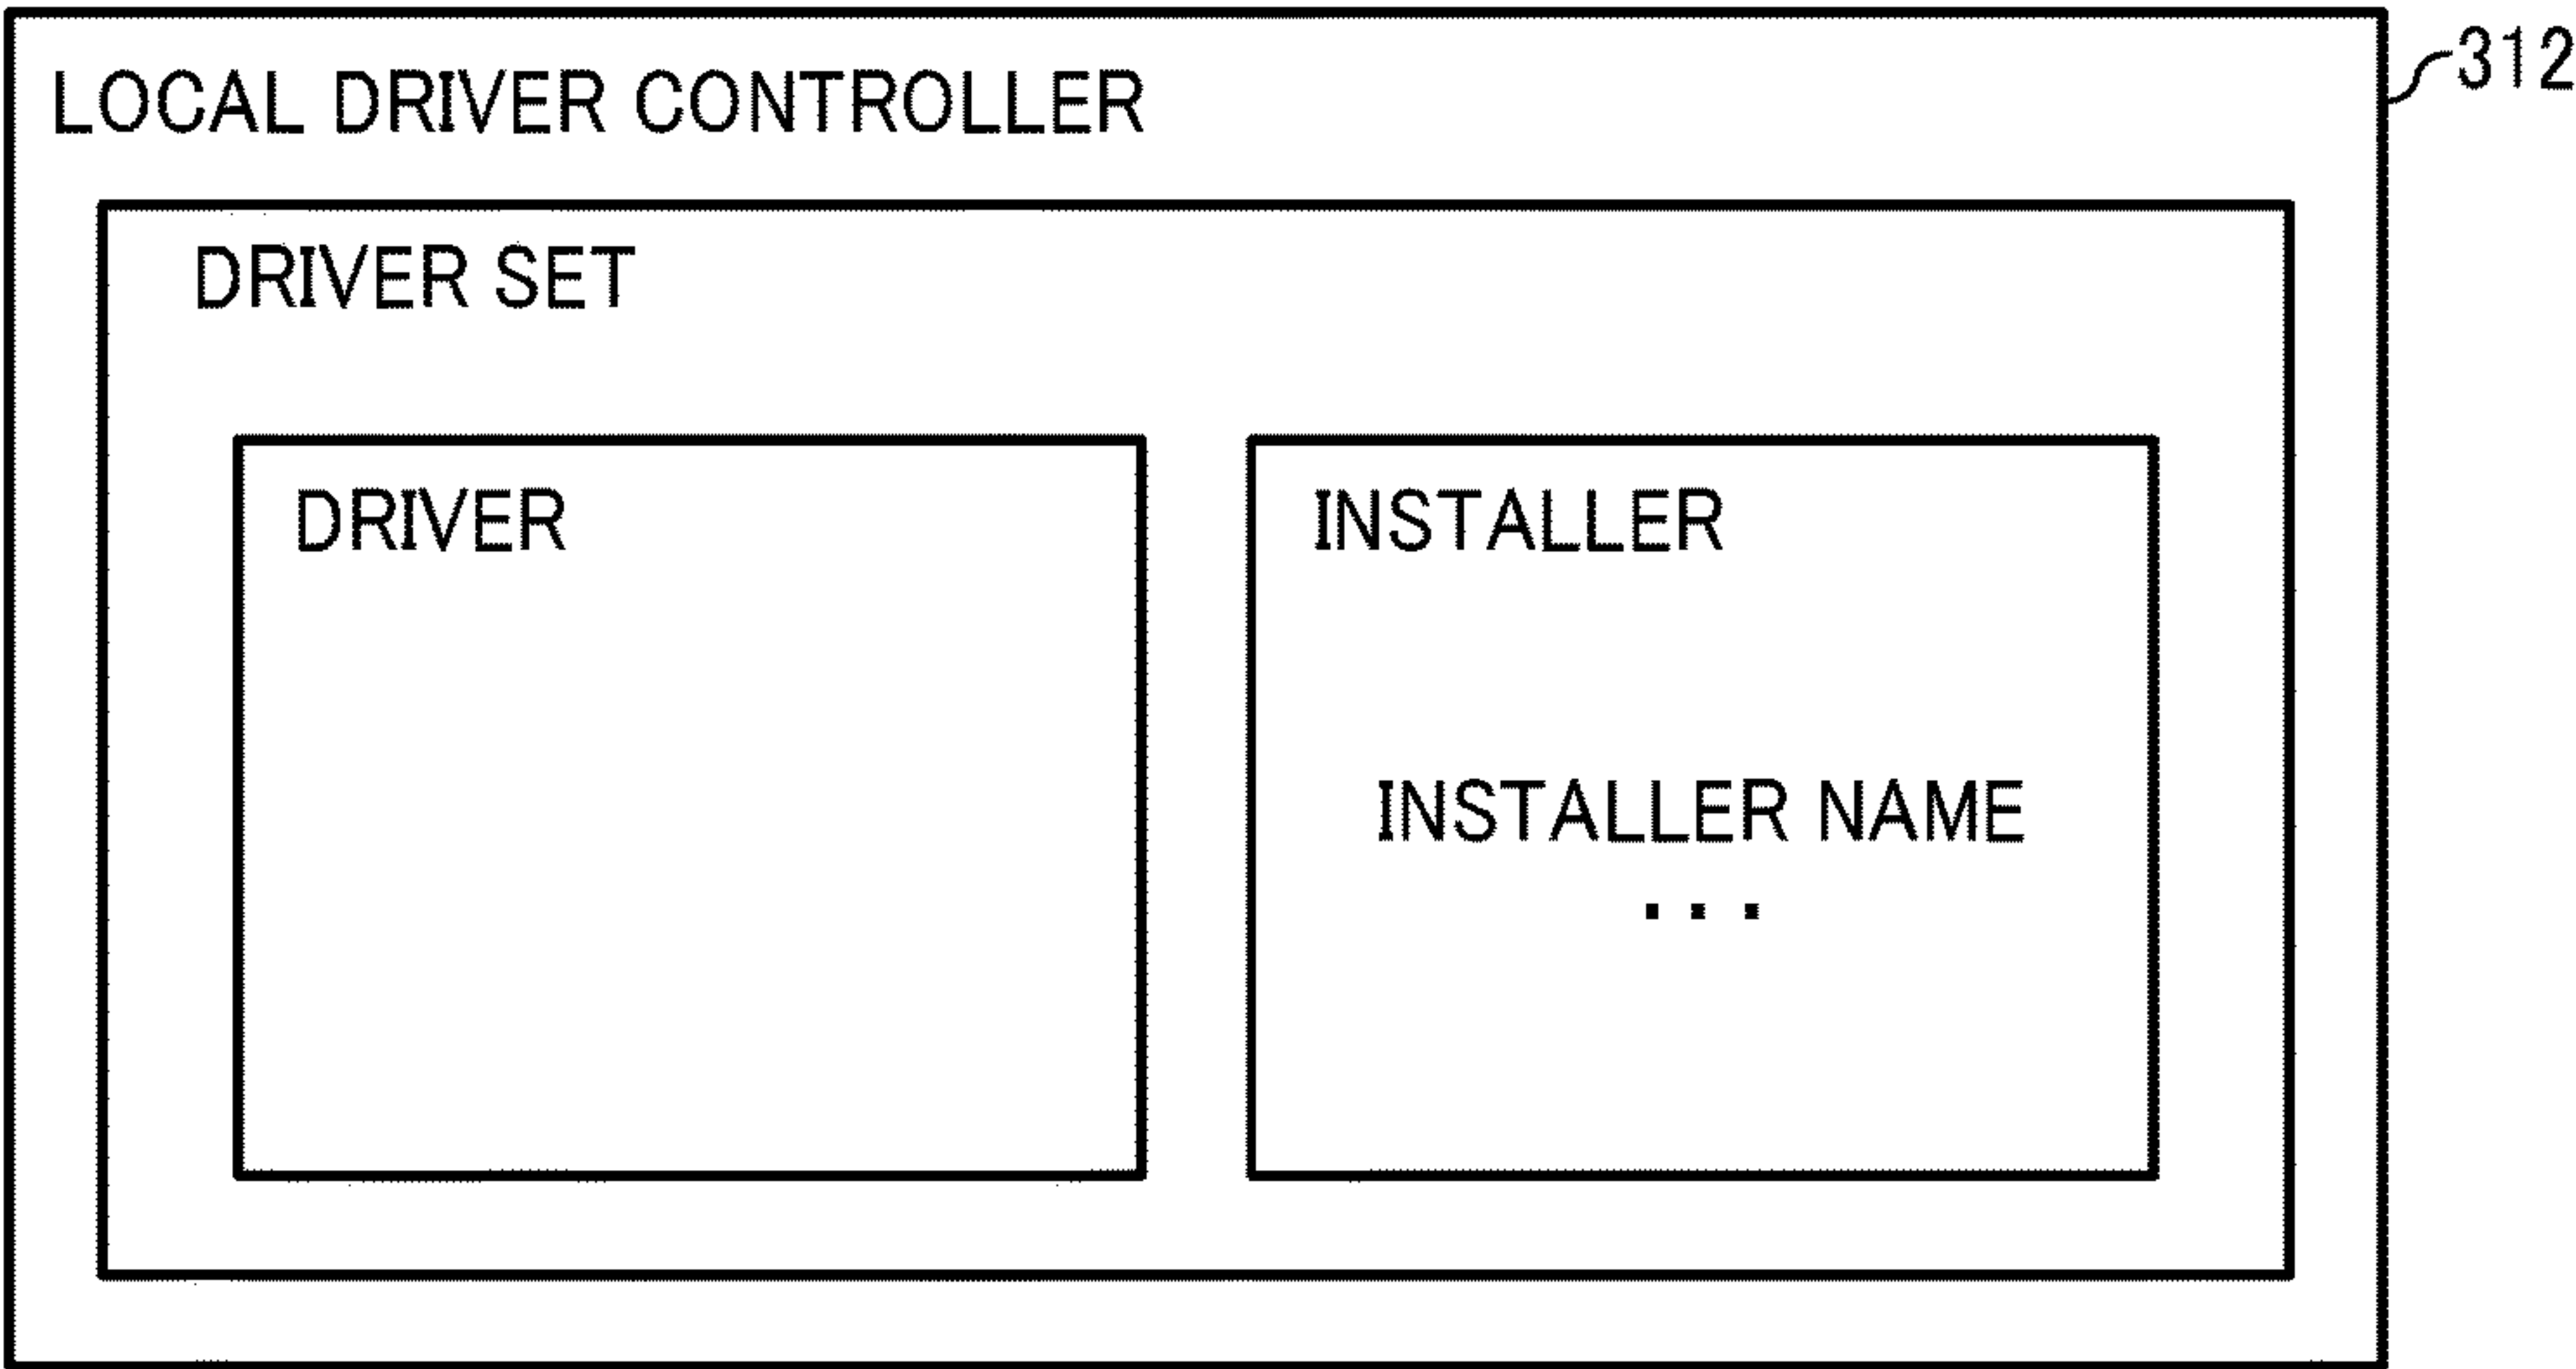 LOCAL DRIVER CONTROLLER
312
DRIVER SET
DRIVER
INSTALLER
INSTALLER NAME
...